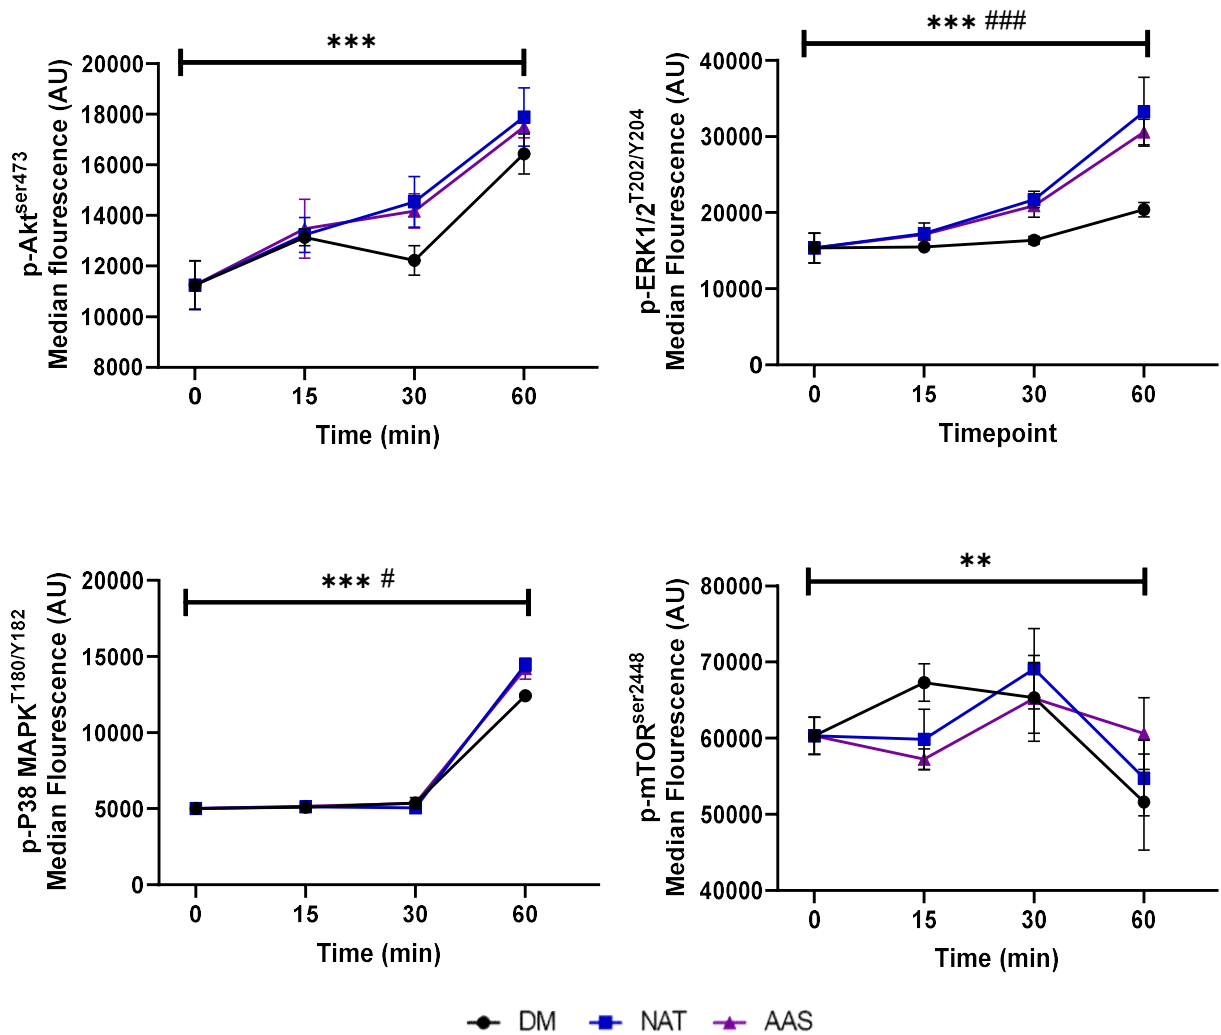 ***
p-Akt^ser473
Median flourescence (AU)
20000
18000
16000
14000
12000
10000
8000
0 15 30 60
Time (min)
*** ###
p-ERK1/2^T202/Y204
Median Flourescence (AU)
40000
30000
20000
10000
0
0 15 30 60
Timepoint
*** #
p-P38 MAPK^T180/Y182
Median Flourescence (AU)
20000
15000
10000
5000
0
0 15 30 60
Time (min)
**
p-mTOR^ser2448
Median Flourescence (AU)
80000
70000
60000
50000
40000
0 15 30 60
Time (min)
DM NAT AAS